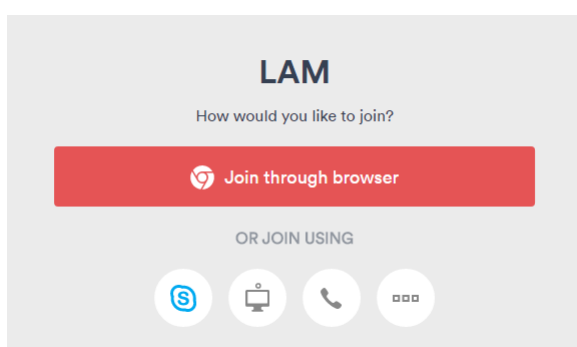 LAM
How would you like to join?
Join through browser
OR JOIN USING
S